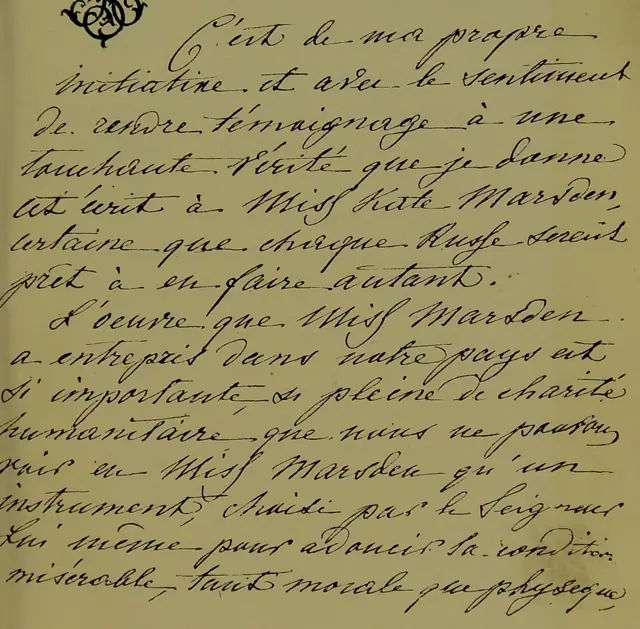 C'est de ma propre
initiative et avec le sentiment
de rendre témoignage à une
touchante vérité que je donne
cet écrit à Miss Kate Marsden,
certaine que chaque Russe serait
prêt à en faire autant.
L'oeuvre que Miss Marsden
a entrepris dans notre pays est
si importante, si pleine de charité
humanitaire que nous ne pouvons
voir en Miss Marsden qu'un
instrument, choisi par le Seigneur
Lui même pour adoucir la condition
misérable, tant morale que physique,